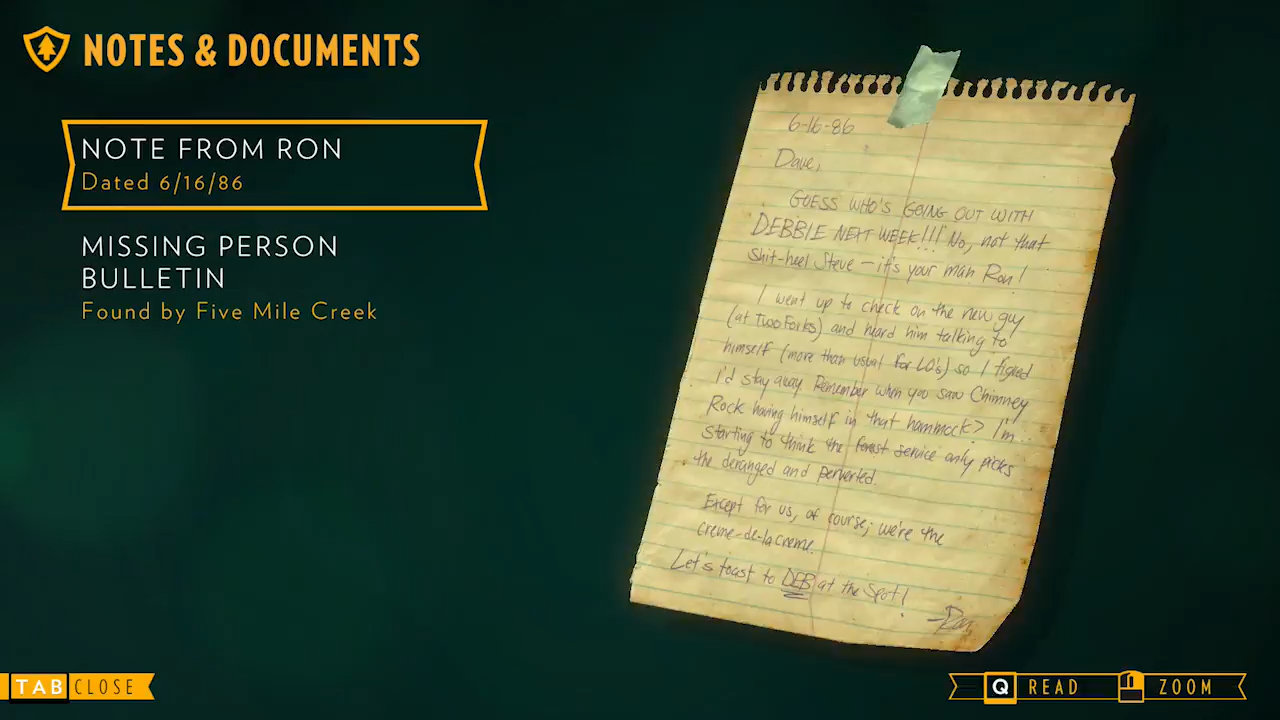 NOTES & DOCUMENTS
NOTE FROM RON
Dated 6/16/86
MISSING PERSON
BULLETIN
Found by Five Mile Creek
6-16-86
Dave,
GUESS WHO'S GOING OUT WITH
DEBBIE NEXT WEEK!!! No, not that
shit-heel Steve - it's your man Ron!
I went up to check on the new guy
(at Two Forks) and heard him talking to
himself (more than usual for LO's) so I figred
I'd stay away. Remember when you saw Chimney
Rock having himself in that hammock? I'm
starting to think the forest service only picks
the deranged and perverted.
Except for us, of course; we're the
creme-de-la creme.
Let's toast to DEB at the spot!
-Ron
TAB CLOSE
Q READ
ZOOM